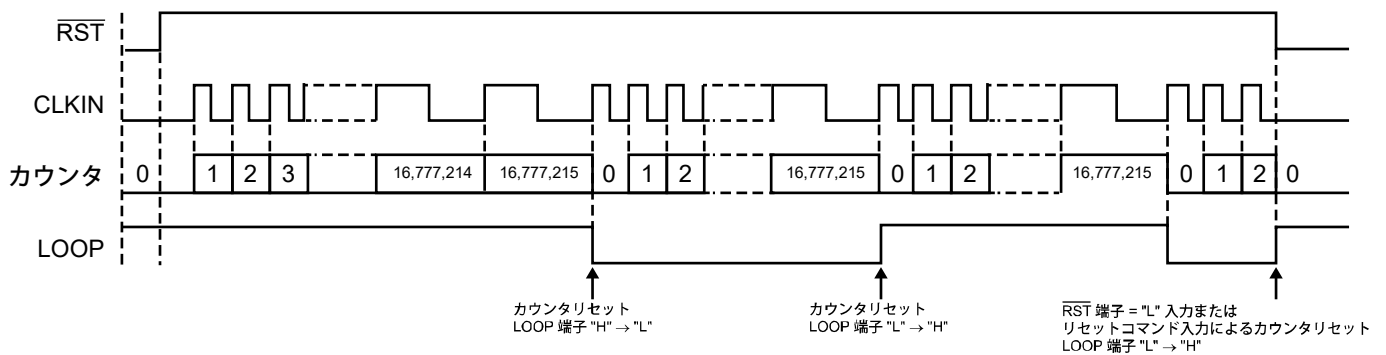 RST
CLKIN
カウンタ 0 1 2 3 16,777,214 16,777,215 0 1 2 16,777,215 0 1 2 16,777,215 0 1 2 0
LOOP
カウンタリセット
LOOP 端子 "H" → "L"
カウンタリセット
LOOP 端子 "L" → "H"
RST 端子 = "L" 入力または
リセットコマンド入力によるカウンタリセット
LOOP 端子 "L" → "H"